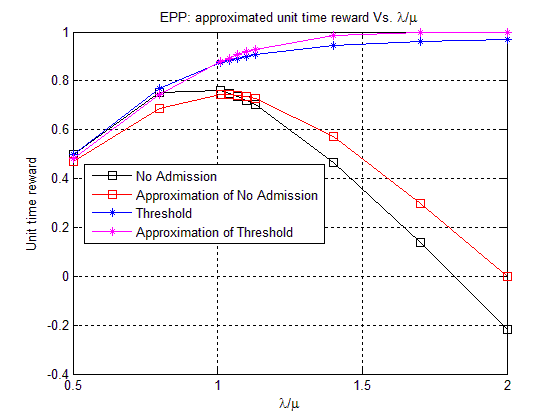 EPP: approximated unit time reward Vs. λ/μ
1
0.8
0.6
0.4
0.2
0
-0.2
-0.4
Unit time reward
No Admission
Approximation of No Admission
Threshold
Approximation of Threshold
0.5 1 1.5 2
λ/μ